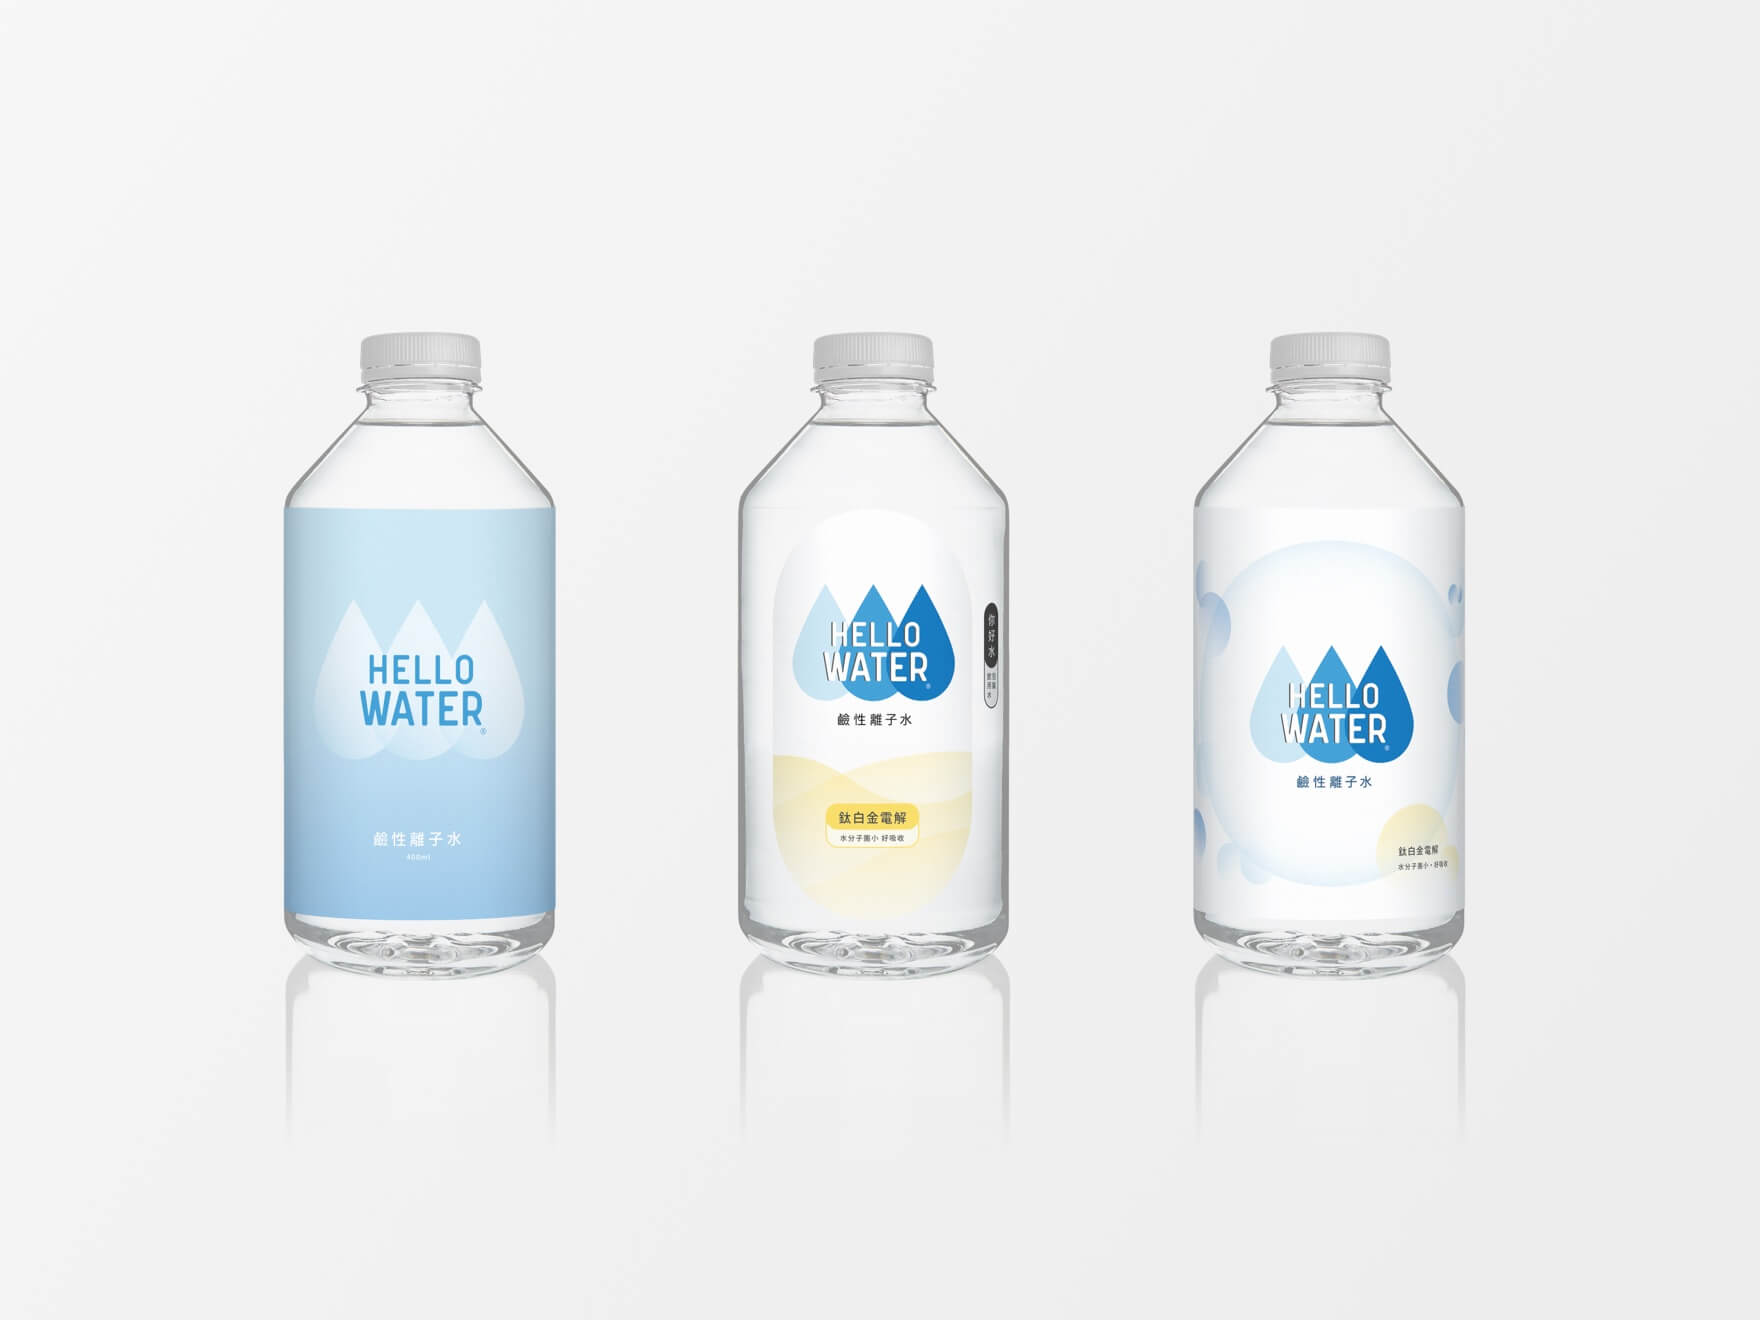 HELLO
WATER
®
鹼性離子水
400ml
HELLO
WATER
®
鹼性離子水
鈦白金電解
水分子團小 好吸收
你好水
HELLO
WATER
®
鹼性離子水
鈦白金電解
水分子團小・好吸收